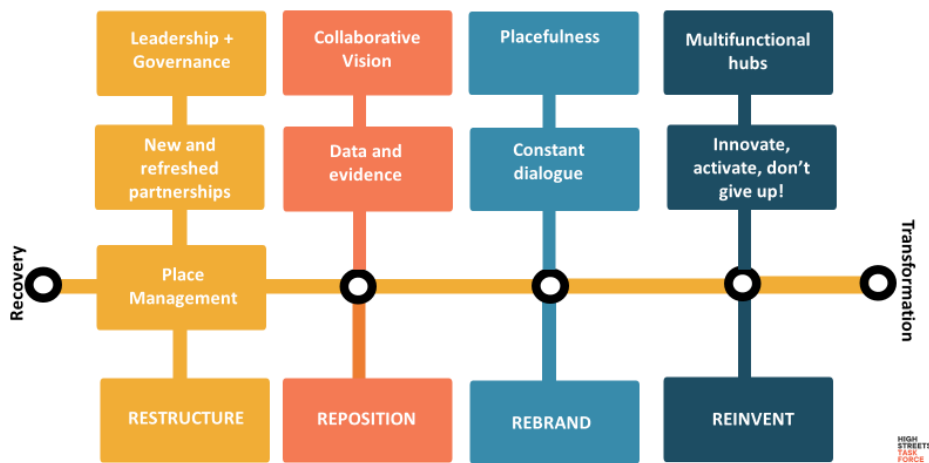 Leadership +
Governance
Collaborative
Vision
Placefulness
Multifunctional
hubs
New and
refreshed
partnerships
Data and
evidence
Constant
dialogue
Innovate,
activate, don’t
give up!
Recovery
Place
Management
Transformation
RESTRUCTURE
REPOSITION
REBRAND
REINVENT
HIGH
STREETS
TASK
FORCE